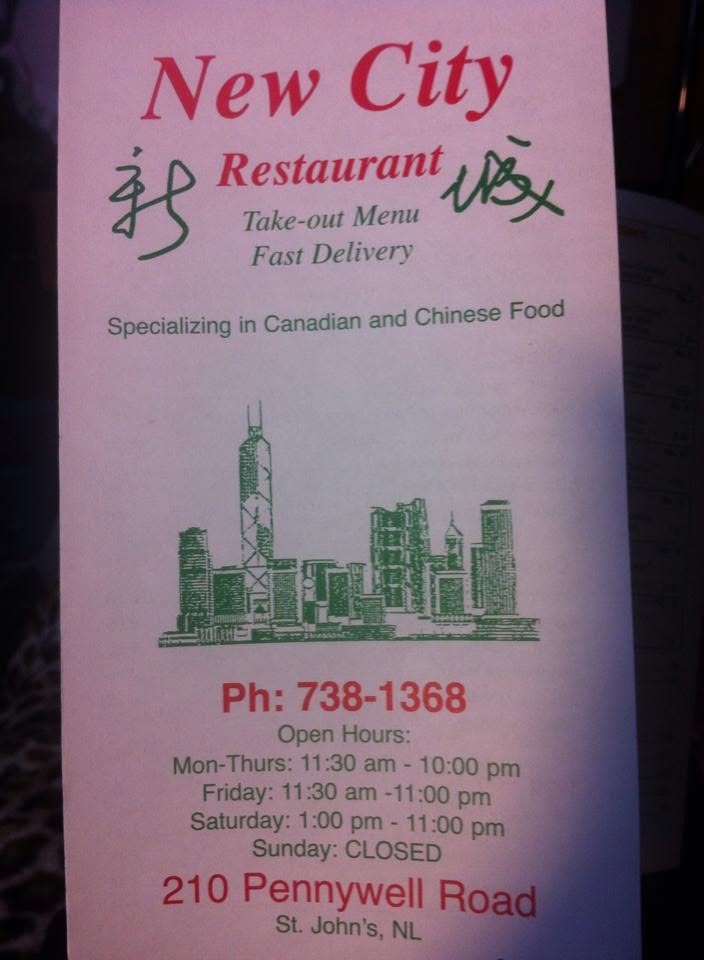 New City
新 Restaurant 城
Take-out Menu
Fast Delivery
Specializing in Canadian and Chinese Food
Ph: 738-1368
Open Hours:
Mon-Thurs: 11:30 am - 10:00 pm
Friday: 11:30 am -11:00 pm
Saturday: 1:00 pm - 11:00 pm
Sunday: CLOSED
210 Pennywell Road
St. John's, NL